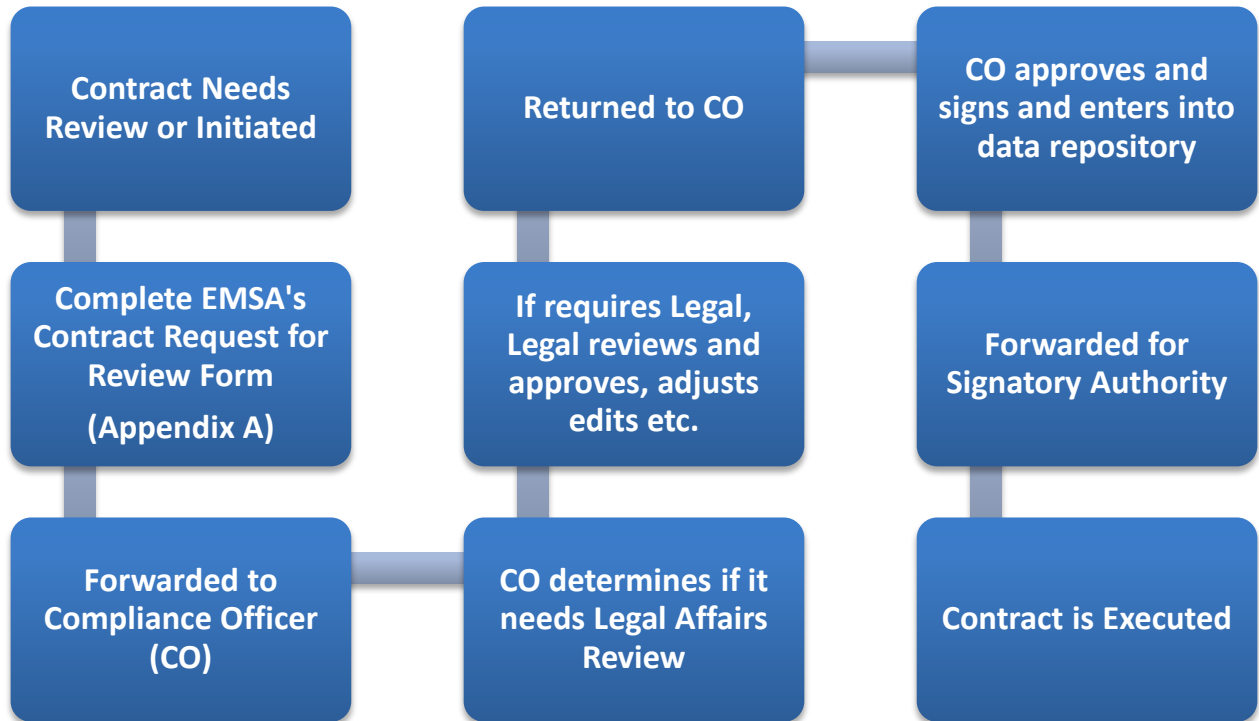 Contract Needs
Review or Initiated
Complete EMSA's
Contract Request for
Review Form
(Appendix A)
Forwarded to
Compliance Officer
(CO)
CO determines if it
needs Legal Affairs
Review
If requires Legal,
Legal reviews and
approves, adjusts
edits etc.
Returned to CO
CO approves and
signs and enters into
data repository
Forwarded for
Signatory Authority
Contract is Executed